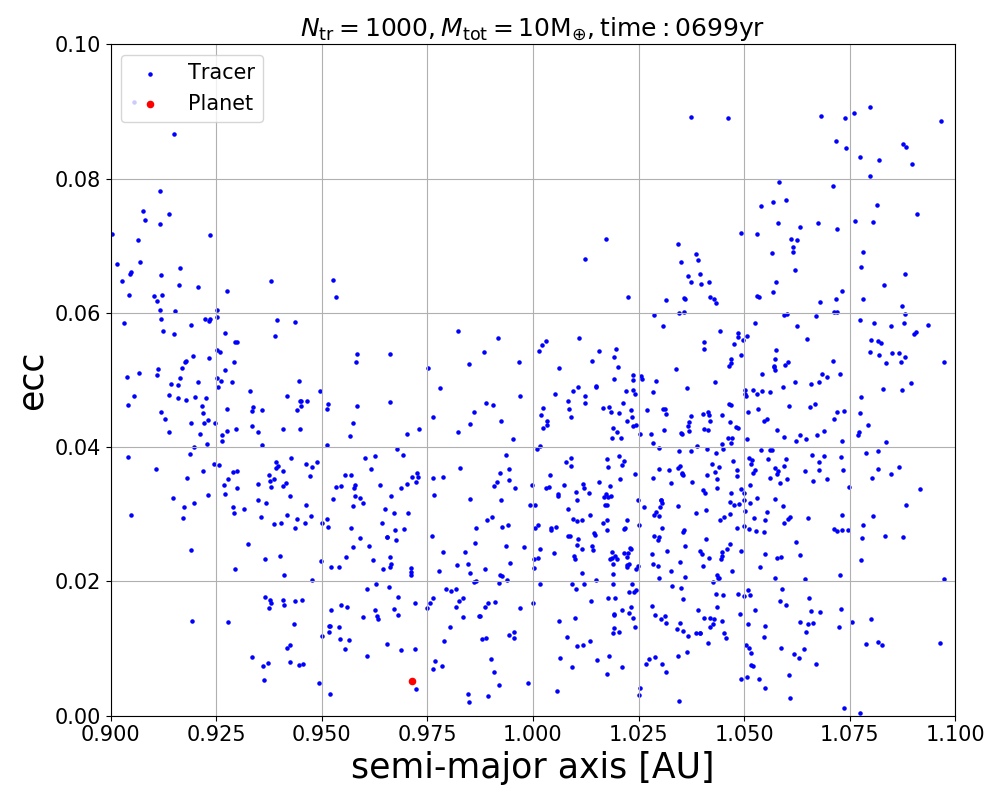 N_tr = 1000, M_tot = 10M_⊕, time : 0699yr
0.10
Tracer
Planet
0.08
0.06
ecc
0.04
0.02
0.00
0.900 0.925 0.950 0.975 1.000 1.025 1.050 1.075 1.100
semi-major axis [AU]